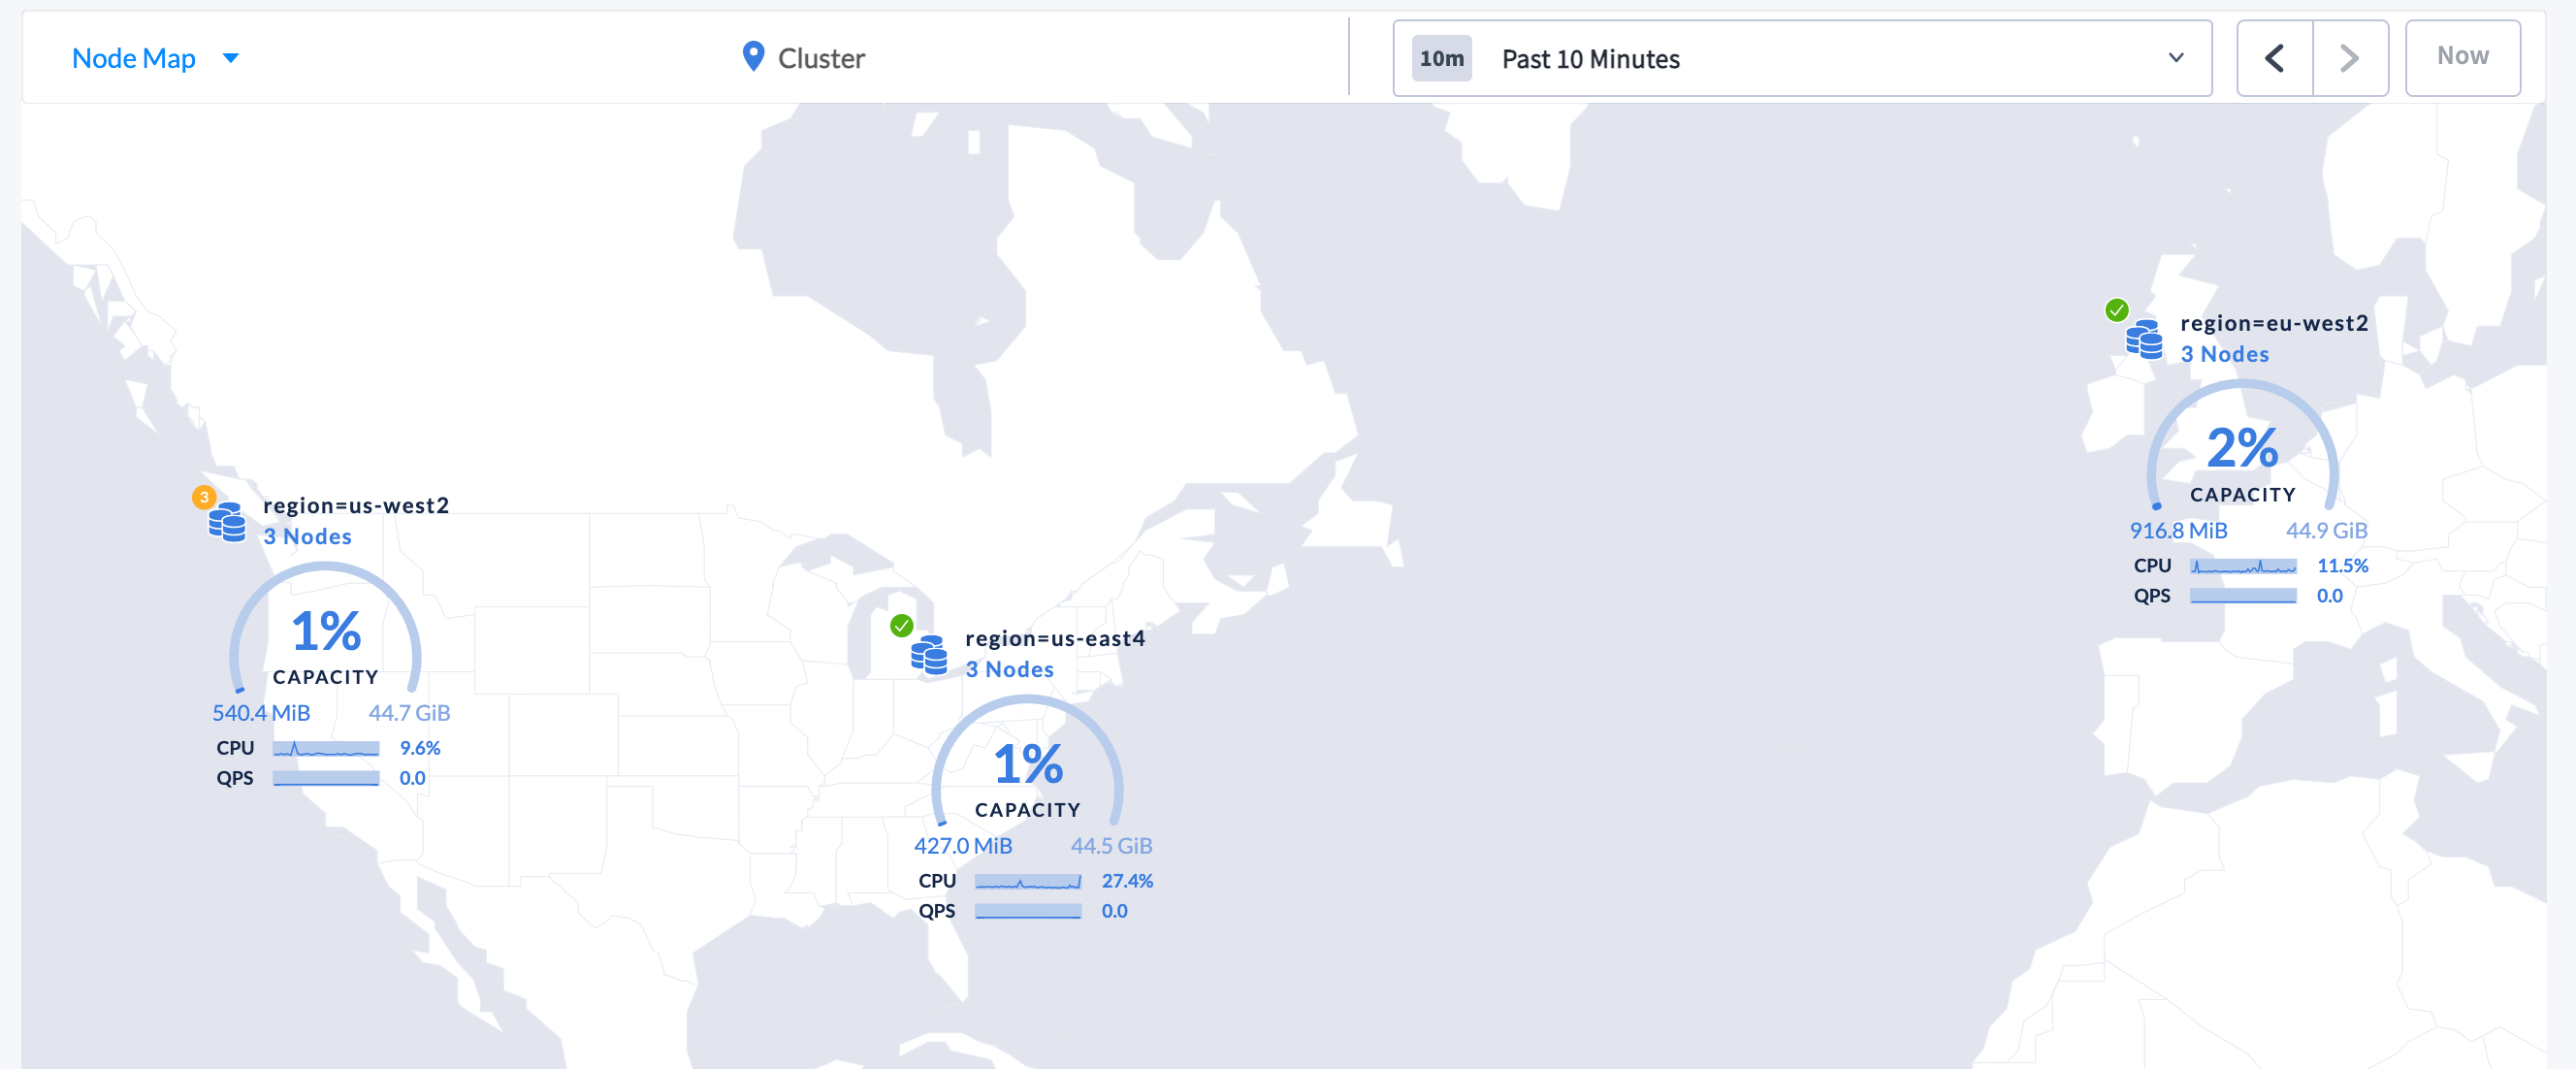 Node Map
Cluster
10m Past 10 Minutes
Now
region=eu-west2
3 Nodes
2%
CAPACITY
916.8 MiB 44.9 GiB
CPU 11.5%
QPS 0.0
3
region=us-west2
3 Nodes
1%
CAPACITY
540.4 MiB 44.7 GiB
CPU 9.6%
QPS 0.0
region=us-east4
3 Nodes
1%
CAPACITY
427.0 MiB 44.5 GiB
CPU 27.4%
QPS 0.0